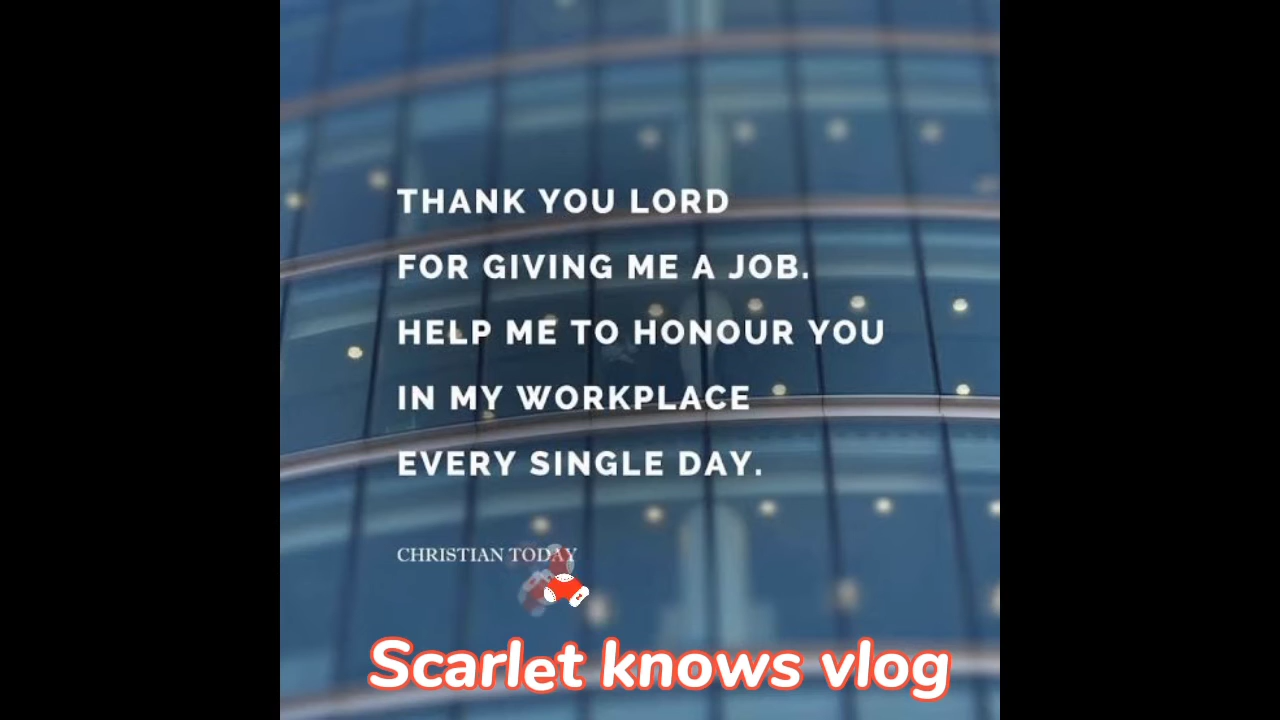 THANK YOU LORD
FOR GIVING ME A JOB.
HELP ME TO HONOUR YOU
IN MY WORKPLACE
EVERY SINGLE DAY.
CHRISTIAN TODAY
Scarlet knows vlog